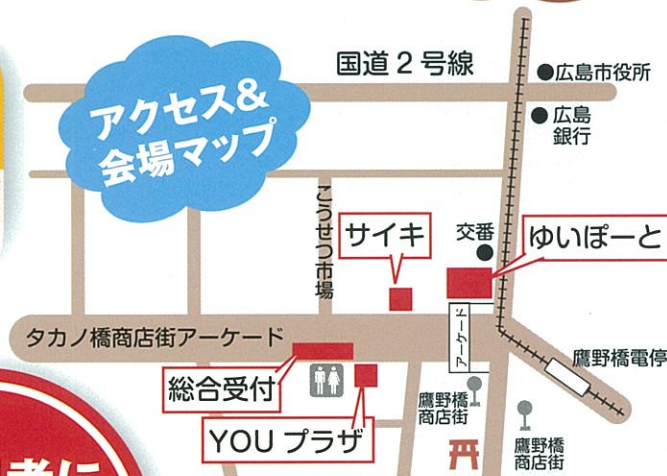 国道2号線
●広島市役所
●広島
銀行
アクセス&
会場マップ
こうせつ市場
サイキ
交番
ゆいぽーと
タカノ橋商店街アーケード
アーケード
鷹野橋電停
総合受付
鷹野橋
商店街
YOU プラザ
鷹野橋
商店街
者に